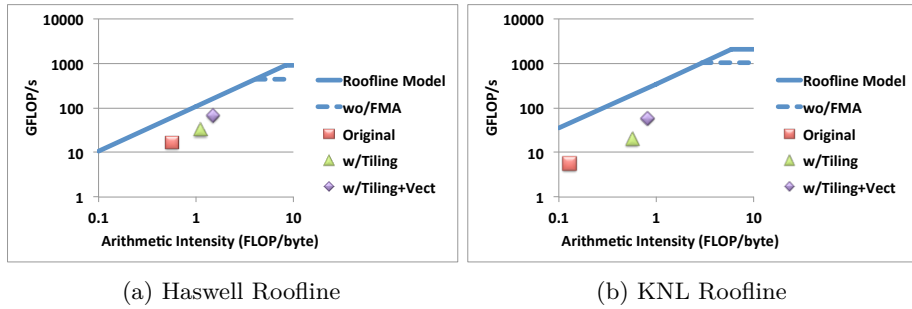 10000
1000
100
10
1
GFLOP/s
0.1 1 10
Arithmetic Intensity (FLOP/byte)
Roofline Model
wo/FMA
Original
w/Tiling
w/Tiling+Vect
(a) Haswell Roofline
10000
1000
100
10
1
GFLOP/s
0.1 1 10
Arithmetic Intensity (FLOP/byte)
Roofline Model
wo/FMA
Original
w/Tiling
w/Tiling+Vect
(b) KNL Roofline